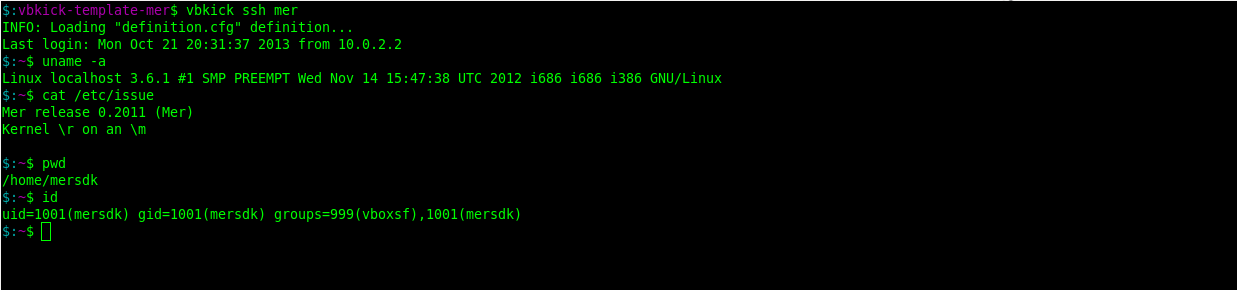 $:vbkick-template-mer$ vbkick ssh mer
INFO: Loading "definition.cfg" definition...
Last login: Mon Oct 21 20:31:37 2013 from 10.0.2.2
$:~$ uname -a
Linux localhost 3.6.1 #1 SMP PREEMPT Wed Nov 14 15:47:38 UTC 2012 i686 i686 i386 GNU/Linux
$:~$ cat /etc/issue
Mer release 0.2011 (Mer)
Kernel \r on an \m
$:~$ pwd
/home/mersdk
$:~$ id
uid=1001(mersdk) gid=1001(mersdk) groups=999(vboxsf),1001(mersdk)
$:~$